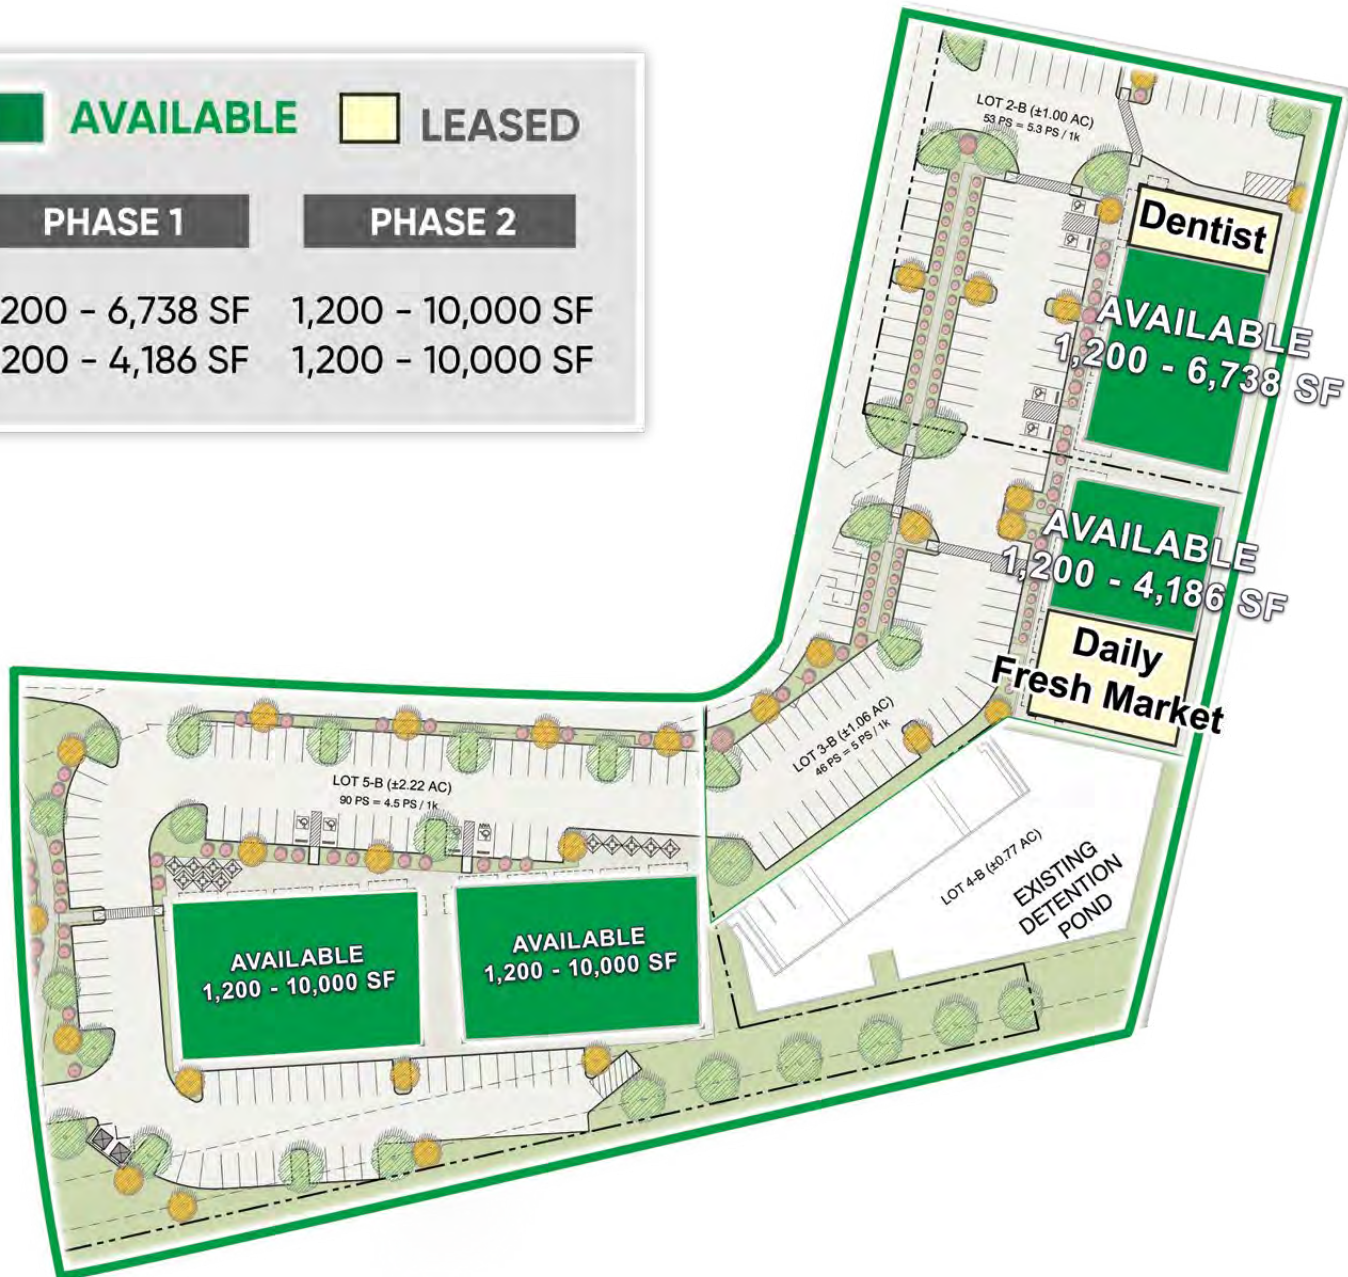 AVAILABLE LEASED
PHASE 1 PHASE 2
200 - 6,738 SF 1,200 - 10,000 SF
200 - 4,186 SF 1,200 - 10,000 SF
LOT 2-B (±1.00 AC)
53 PS = 5.3 PS / 1k
Dentist
AVAILABLE
1,200 - 6,738 SF
AVAILABLE
1,200 - 4,186 SF
Daily
Fresh Market
LOT 3-B (±1.06 AC)
46 PS = 5 PS / 1k
LOT 5-B (±2.22 AC)
90 PS = 4.5 PS / 1k
LOT 4-B (±0.77 AC)
EXISTING
DETENTION
POND
AVAILABLE
1,200 - 10,000 SF
AVAILABLE
1,200 - 10,000 SF